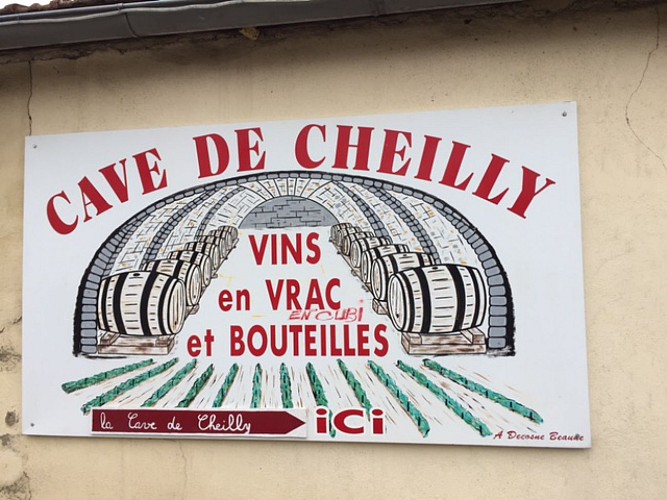 CAVE DE CHEILLY
VINS
en VRAC
EN CUBI
et BOUTEILLES
la Cave de Cheilly
iCi
A Decosne Beaune